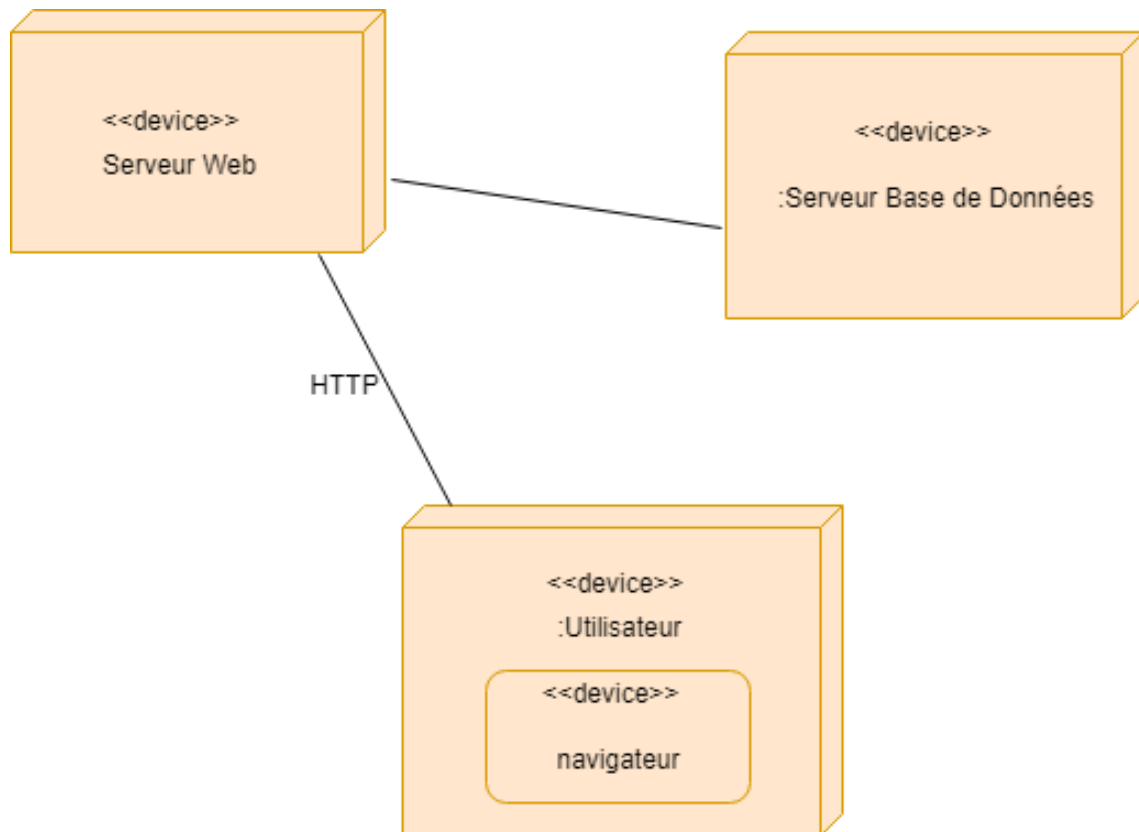 <<device>>
Serveur Web
<<device>>
:Serveur Base de Données
HTTP
<<device>>
:Utilisateur
<<device>>
navigateur